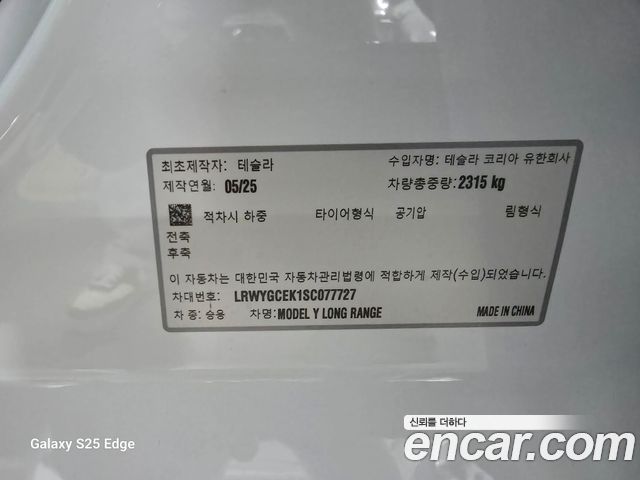 최초제작자: 테슬라
수입자명: 테슬라 코리아 유한회사
제작연월: 05/25
차량총중량: 2315 kg
적차시 하중 타이어형식 공기압 림형식
전축
후축
이 자동차는 대한민국 자동차관리법령에 적합하게 제작(수입)되었습니다.
차대번호: LRWYGCEK1SC077727
차 종: 승용 차명: MODEL Y LONG RANGE MADE IN CHINA
신뢰를 더하다
Galaxy S25 Edge
encar.com